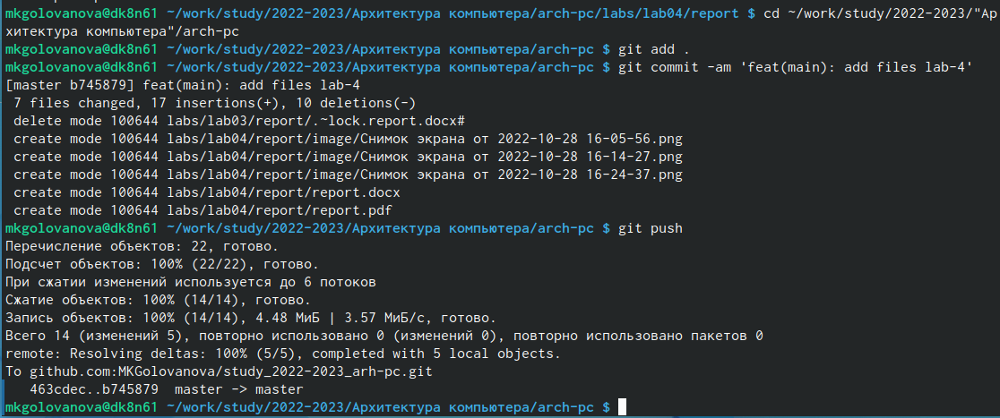 mkgolovanova@dk8n61 ~/work/study/2022-2023/Архитектура компьютера/arch-pc/labs/lab04/report $ cd ~/work/study/2022-2023/"Ар
хитектура компьютера"/arch-pc
mkgolovanova@dk8n61 ~/work/study/2022-2023/Архитектура компьютера/arch-pc $ git add .
mkgolovanova@dk8n61 ~/work/study/2022-2023/Архитектура компьютера/arch-pc $ git commit -am 'feat(main): add files lab-4'
[master b745879] feat(main): add files lab-4
 7 files changed, 17 insertions(+), 10 deletions(-)
 delete mode 100644 labs/lab03/report/.~lock.report.docx#
 create mode 100644 labs/lab04/report/image/Снимок экрана от 2022-10-28 16-05-56.png
 create mode 100644 labs/lab04/report/image/Снимок экрана от 2022-10-28 16-14-27.png
 create mode 100644 labs/lab04/report/image/Снимок экрана от 2022-10-28 16-24-37.png
 create mode 100644 labs/lab04/report/report.docx
 create mode 100644 labs/lab04/report/report.pdf
mkgolovanova@dk8n61 ~/work/study/2022-2023/Архитектура компьютера/arch-pc $ git push
Перечисление объектов: 22, готово.
Подсчет объектов: 100% (22/22), готово.
При сжатии изменений используется до 6 потоков
Сжатие объектов: 100% (14/14), готово.
Запись объектов: 100% (14/14), 4.48 МиБ | 3.57 МиБ/с, готово.
Всего 14 (изменений 5), повторно использовано 0 (изменений 0), повторно использовано пакетов 0
remote: Resolving deltas: 100% (5/5), completed with 5 local objects.
To github.com:MKGolovanova/study_2022-2023_arh-pc.git
   463cdec..b745879  master -> master
mkgolovanova@dk8n61 ~/work/study/2022-2023/Архитектура компьютера/arch-pc $